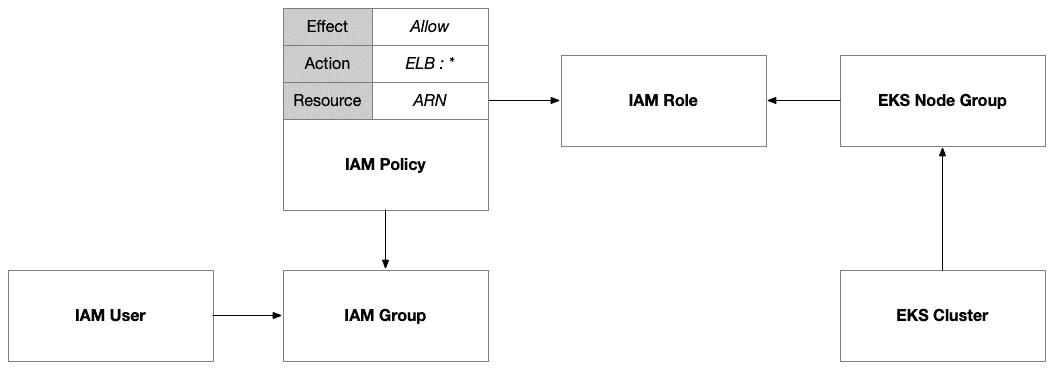 Effect Allow
Action ELB : *
Resource ARN
IAM Policy
IAM Role
EKS Node Group
IAM User
IAM Group
EKS Cluster